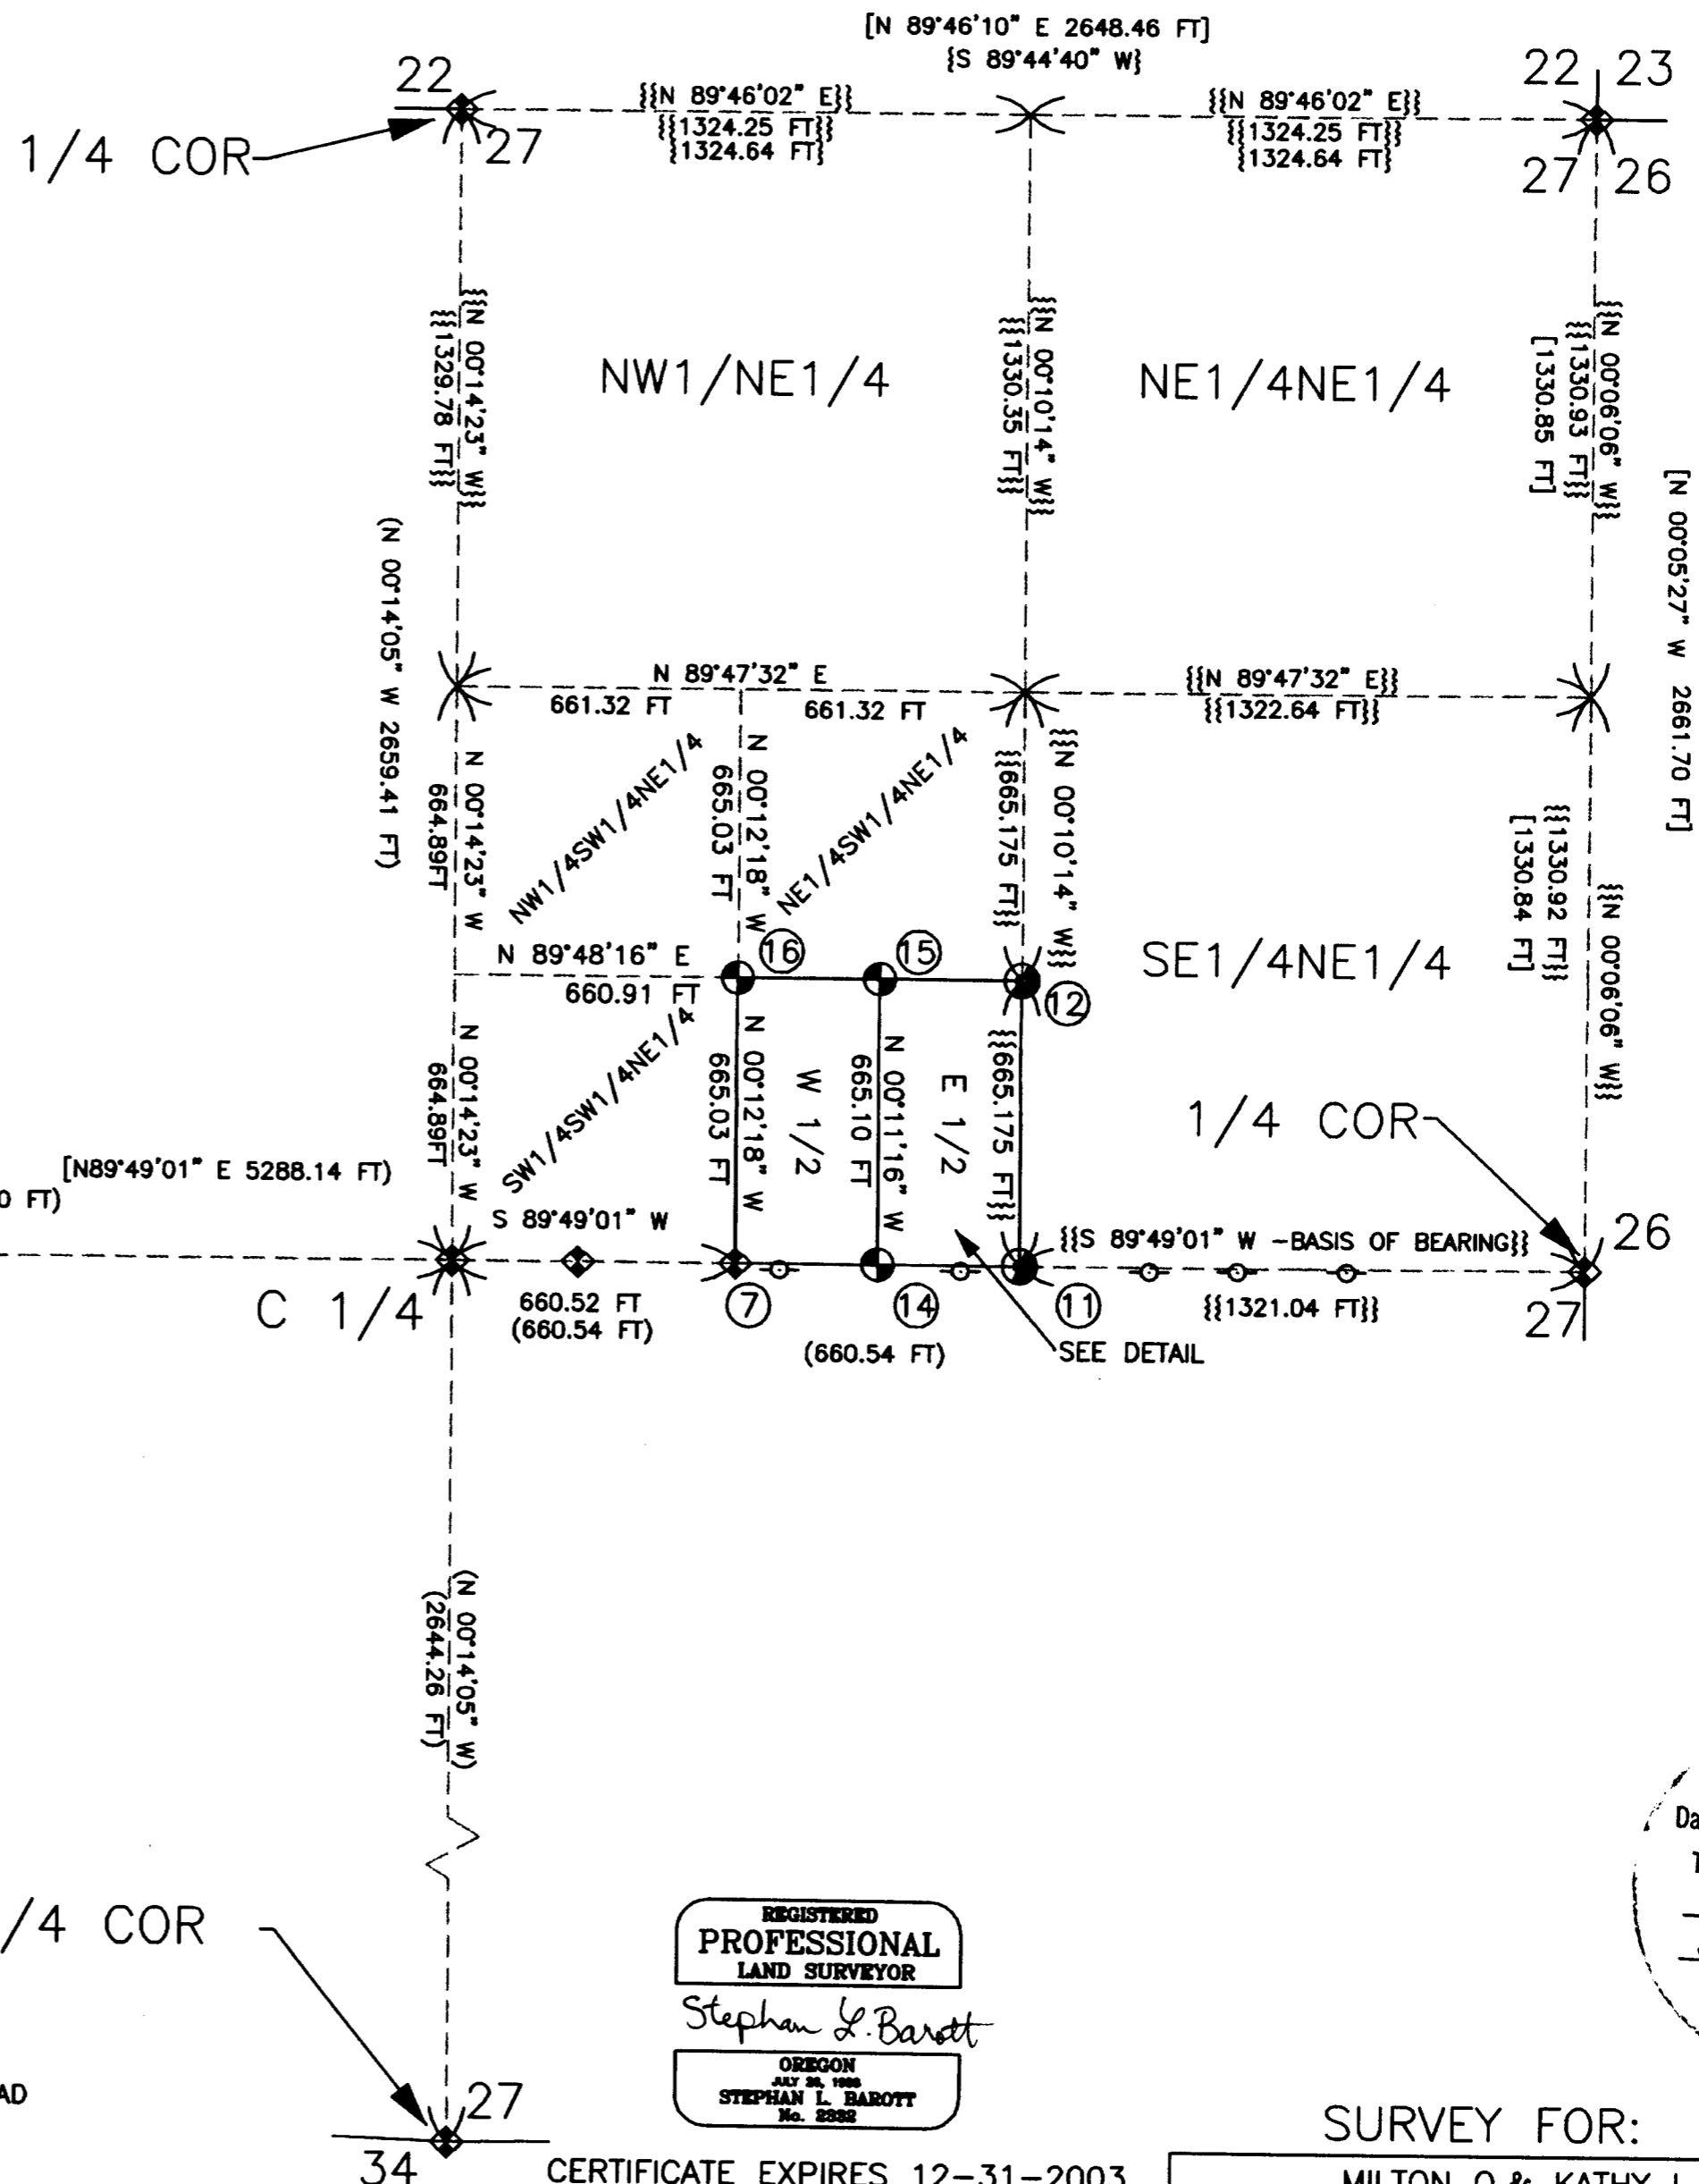 [N 89°46'10" E 2648.46 FT]
{S 89°44'40" W}
22
27
1/4 COR
{{N 89°46'02" E}}
{{1324.25 FT}}
{1324.64 FT}
{{N 89°46'02" E}}
{{1324.25 FT}}
{1324.64 FT}
22 23
27 26
{{{N 00°14'23" W}}}
{{{1329.78 FT}}}
NW1/NE1/4
{{{N 00°10'14" W}}}
{{{1330.35 FT}}}
NE1/4NE1/4
{{{N 00°06'06" W}}}
{{{1330.93 FT}}}
[1330.85 FT]
[N 00°05'27" W 2661.70 FT]
(N 00°14'05" W 2659.41 FT)
N 89°47'32" E
661.32 FT
661.32 FT
{{N 89°47'32" E}}
{{1322.64 FT}}
N 00°14'23" W
664.89FT
NW1/4SW1/4NE1/4
N 00°12'18" W
665.03 FT
NE1/4SW1/4NE1/4
{{{N 00°10'14" W}}}
{{{665.175 FT}}}
{{{N 00°06'06" W}}}
{{{1330.92 FT}}}
[1330.84 FT]
SE1/4NE1/4
N 89°48'16" E
660.91 FT
16
15
12
N 00°14'23" W
664.89FT
SW1/4SW1/4NE1/4
N 00°12'18" W
665.03 FT
W 1/2
N 00°11'16" W
665.10 FT
E 1/2
{{{665.175 FT}}}
1/4 COR
[N89°49'01" E 5288.14 FT)
0 FT)
S 89°49'01" W
{{S 89°49'01" W -BASIS OF BEARING}}
26
27
C 1/4
660.52 FT
(660.54 FT)
7
14
11
{{1321.04 FT}}
(660.54 FT)
SEE DETAIL
(N 00°14'05" W)
(2644.26 FT)
/4 COR
27
34
AD
REGISTERED
PROFESSIONAL
LAND SURVEYOR
Stephan L. Barott
OREGON
STEPHAN L. BAROTT
No. 2332
CERTIFICATE EXPIRES 12-31-2003
Da
SURVEY FOR:
MILTON O & KATHY